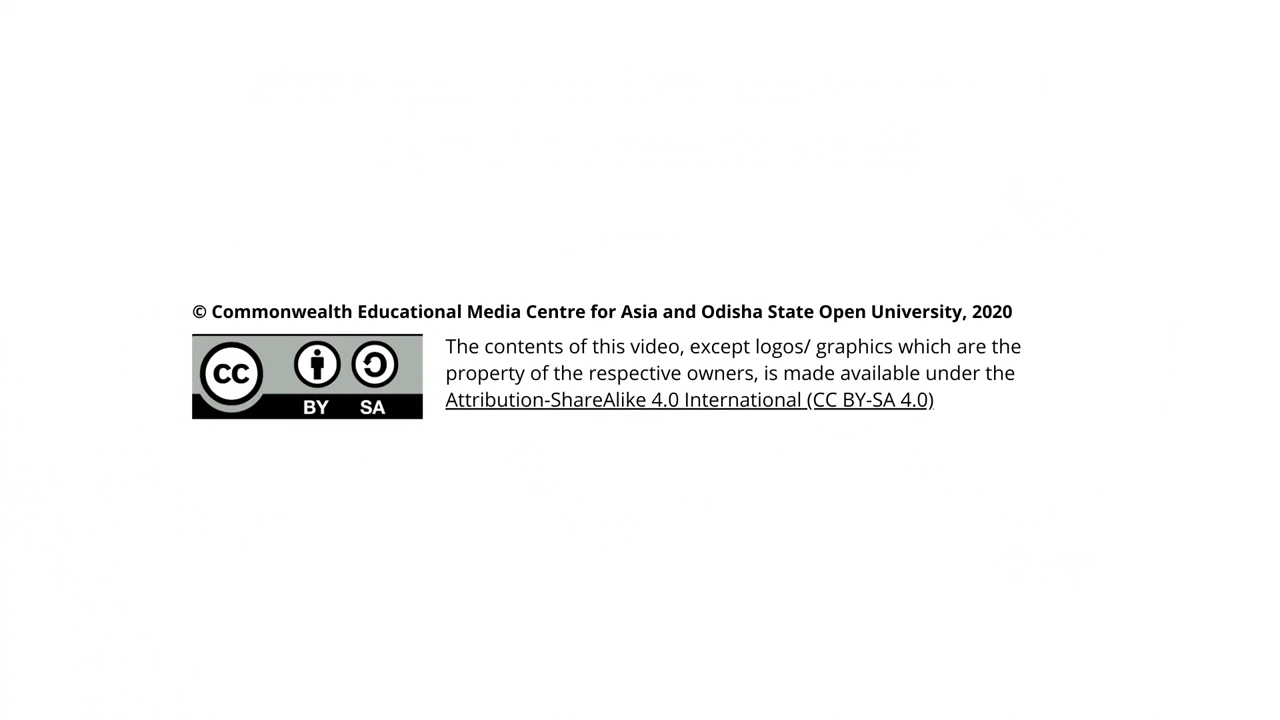 © Commonwealth Educational Media Centre for Asia and Odisha State Open University, 2020
The contents of this video, except logos/ graphics which are the
property of the respective owners, is made available under the
Attribution-ShareAlike 4.0 International (CC BY-SA 4.0)
cc
BY SA